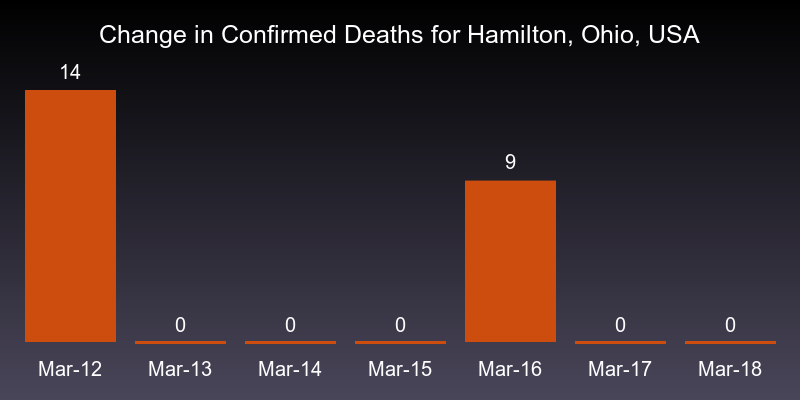 Change in Confirmed Deaths for Hamilton, Ohio, USA
14
9
0 0 0 0 0
Mar-12 Mar-13 Mar-14 Mar-15 Mar-16 Mar-17 Mar-18